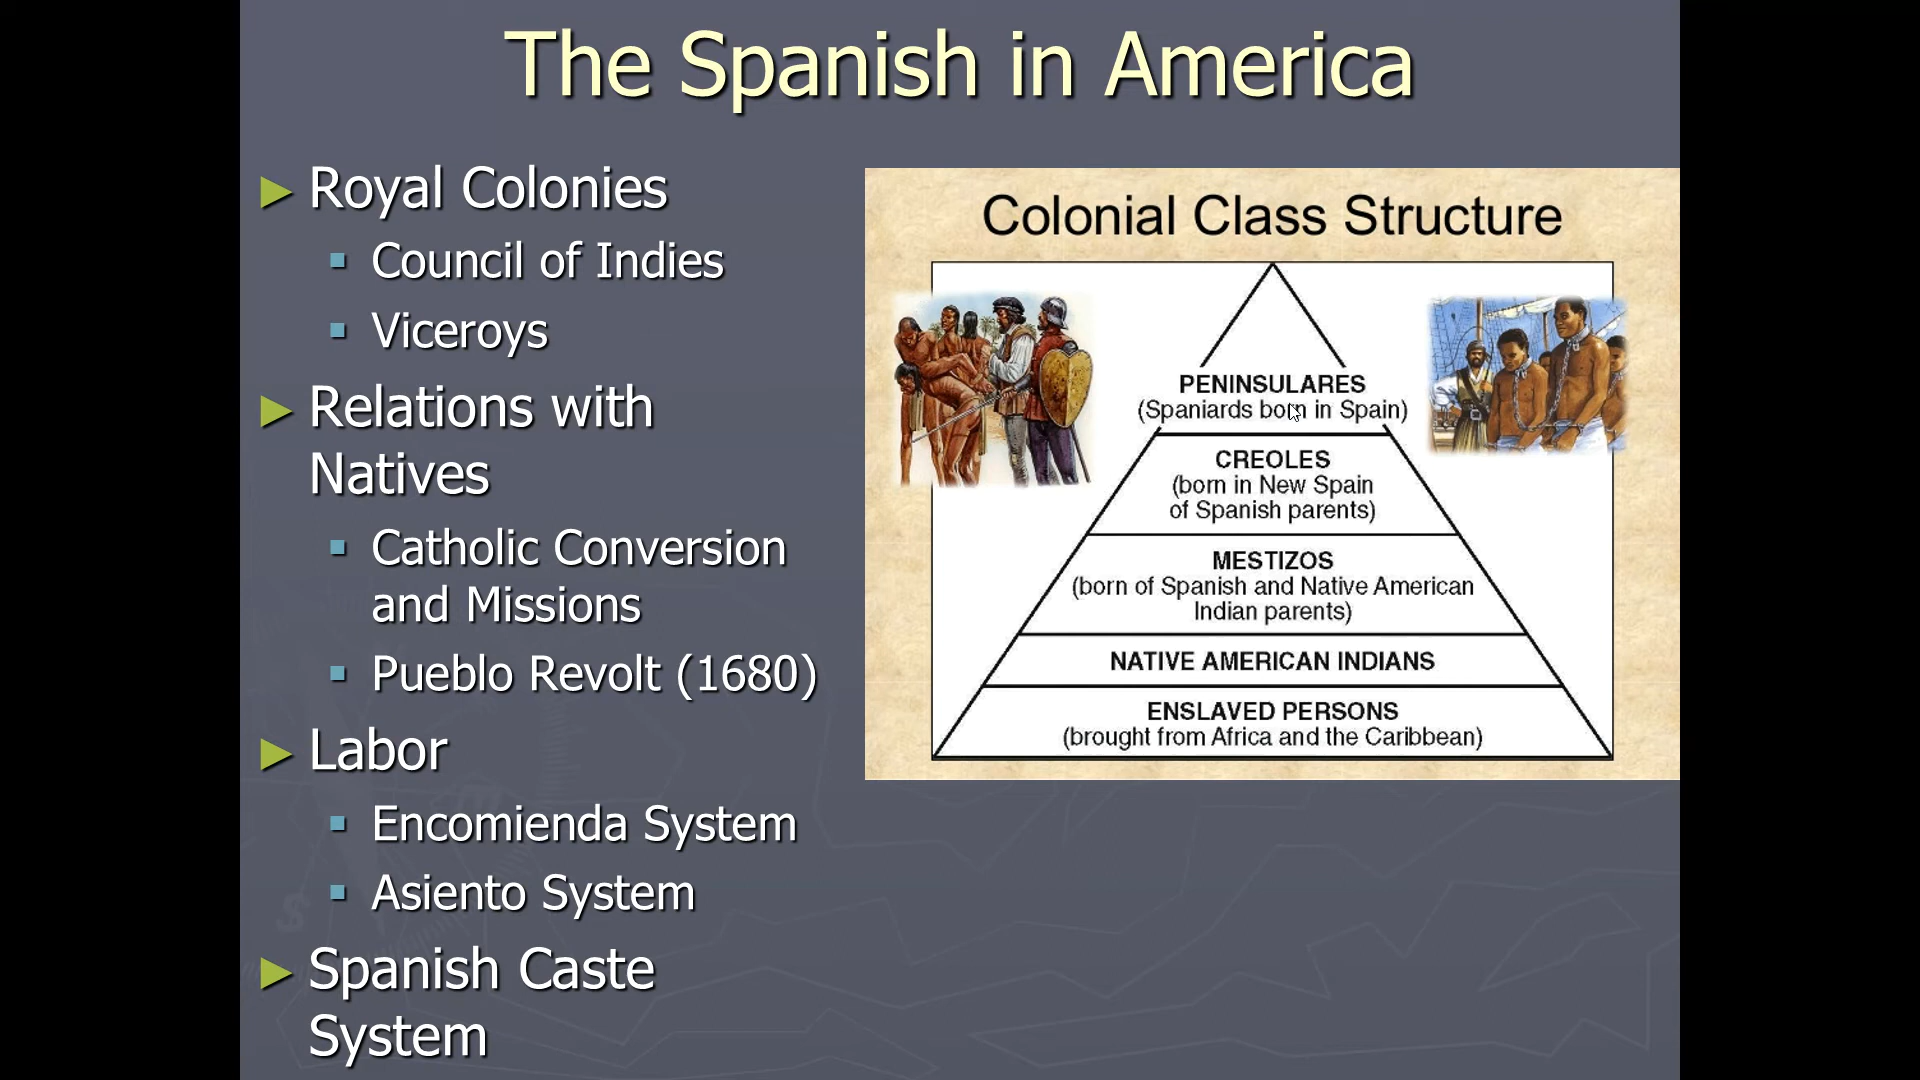 The Spanish in America
Royal Colonies
Council of Indies
Viceroys
Relations with
Natives
Catholic Conversion
and Missions
Pueblo Revolt (1680)
Labor
Encomienda System
Asiento System
Spanish Caste
System
Colonial Class Structure
PENINSULARES
(Spaniards born in Spain)
CREOLES
(born in New Spain
of Spanish parents)
MESTIZOS
(born of Spanish and Native American
Indian parents)
NATIVE AMERICAN INDIANS
ENSLAVED PERSONS
(brought from Africa and the Caribbean)